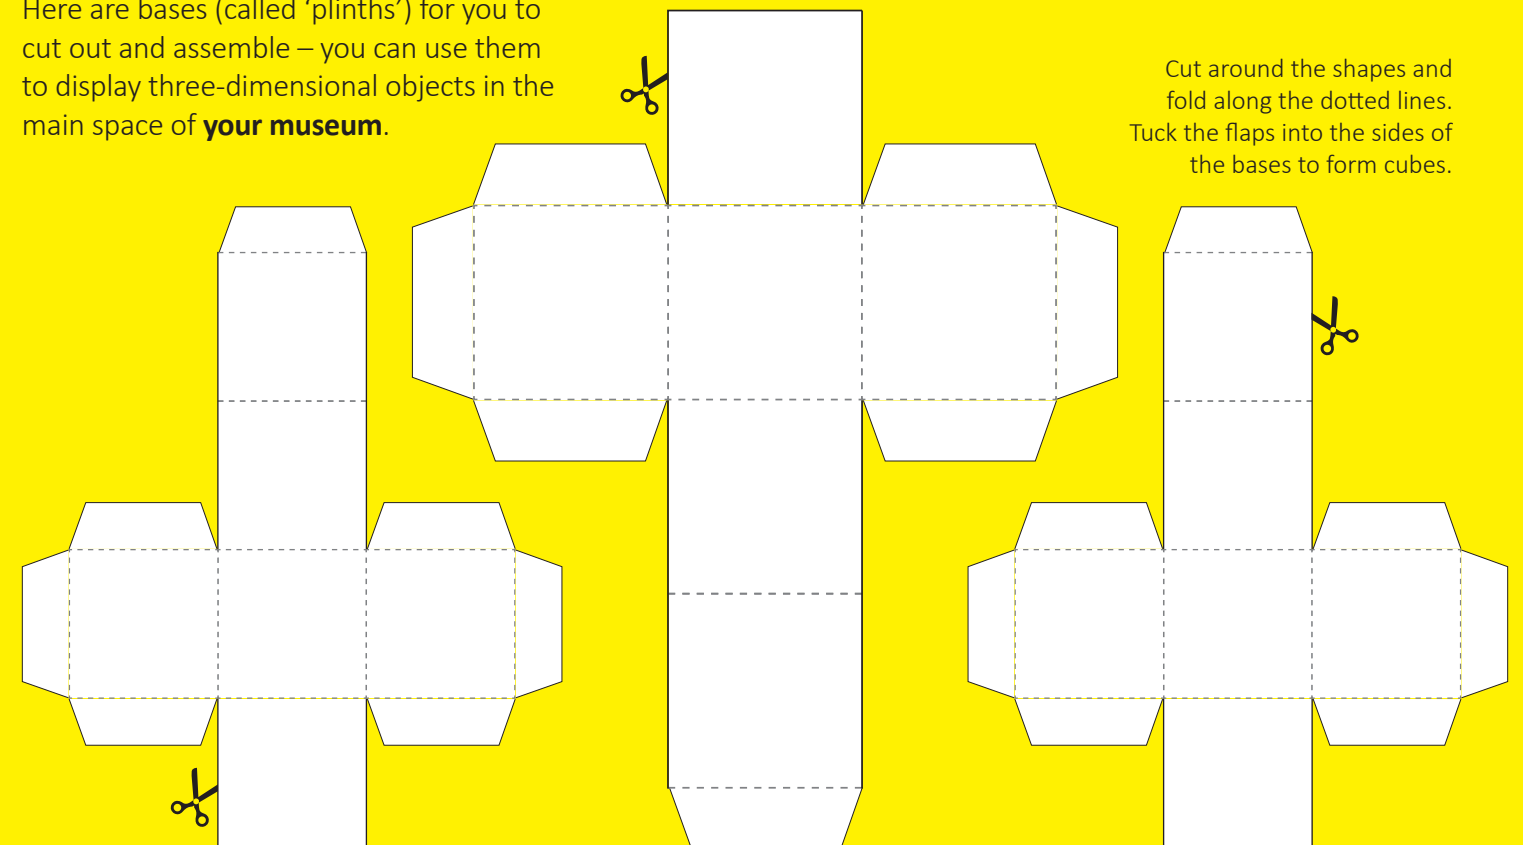 Here are bases (called ‘plinths’) for you to
cut out and assemble – you can use them
to display three-dimensional objects in the
main space of your museum.
Cut around the shapes and
fold along the dotted lines.
Tuck the flaps into the sides of
the bases to form cubes.